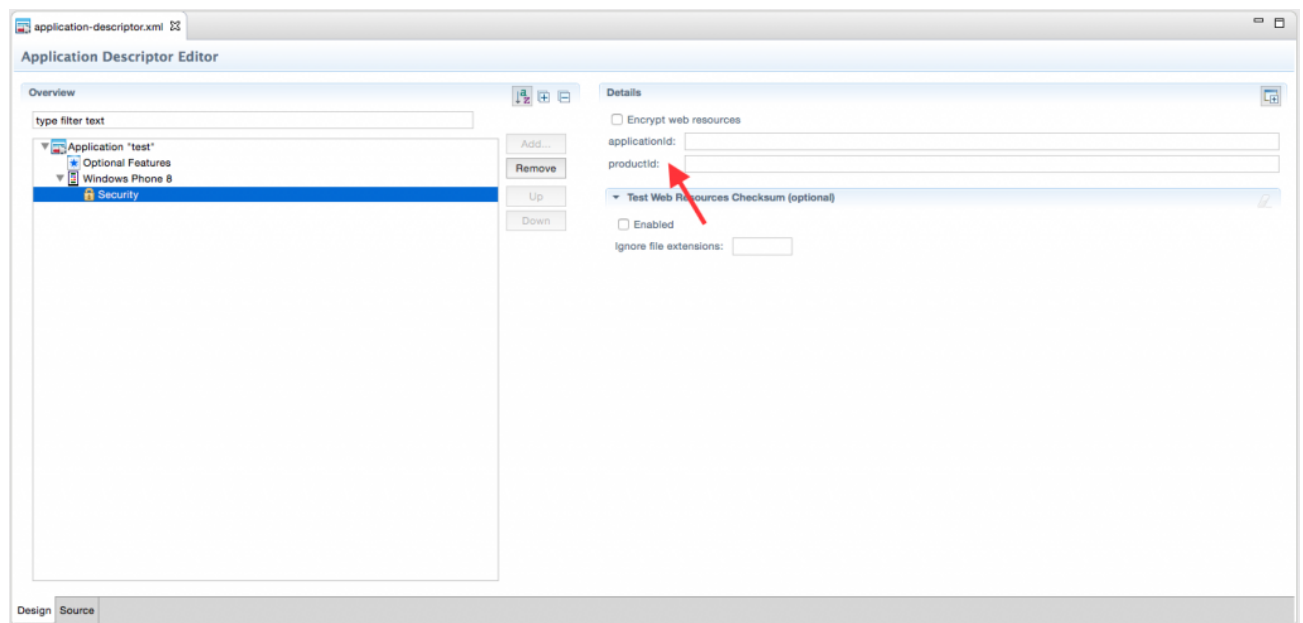 application-descriptor.xml
Application Descriptor Editor
Overview
type filter text
Application "test"
Optional Features
Windows Phone 8
Security
Add...
Remove
Up
Down
Details
Encrypt web resources
applicationId:
productId:
Test Web Resources Checksum (optional)
Enabled
Ignore file extensions:
Design Source